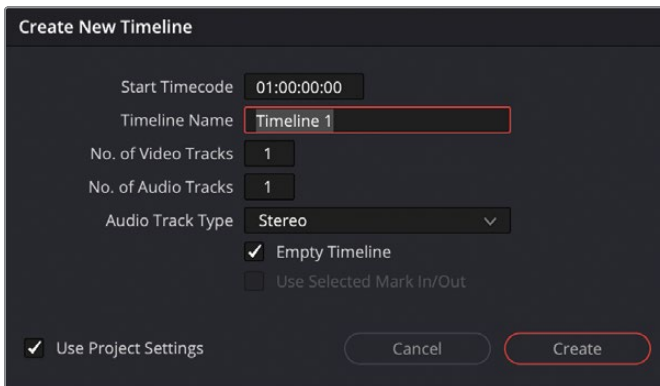 Create New Timeline
Start Timecode 01:00:00:00
Timeline Name Timeline 1
No. of Video Tracks 1
No. of Audio Tracks 1
Audio Track Type Stereo
Empty Timeline
Use Selected Mark In/Out
Use Project Settings Cancel Create